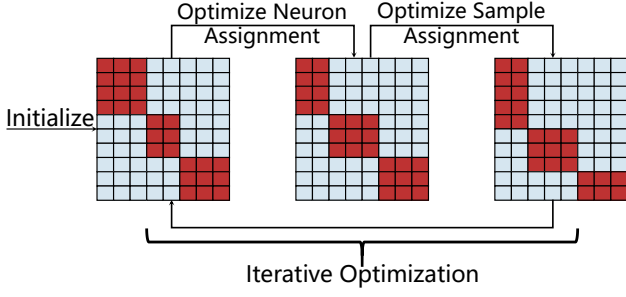 Optimize Neuron
Assignment
Optimize Sample
Assignment
Initialize
Iterative Optimization